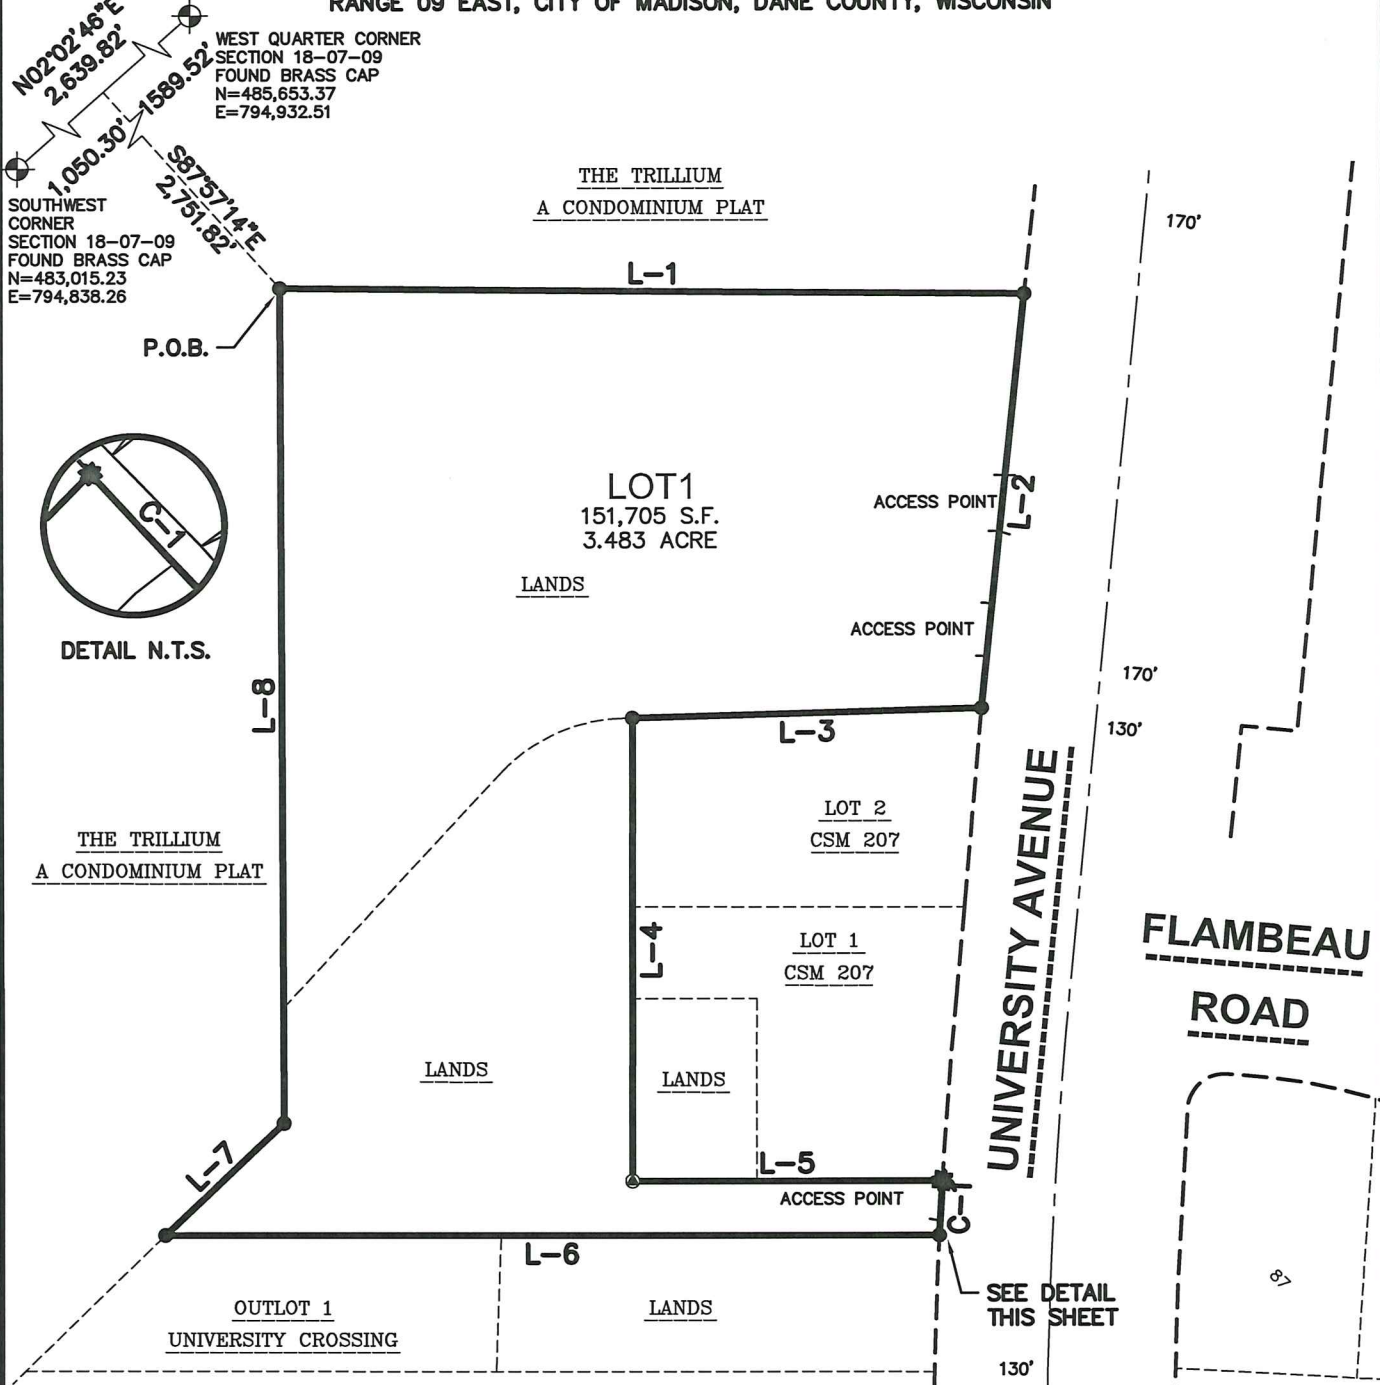 RANGE 09 EAST, CITY OF MADISON, DANE COUNTY, WISCONSIN
N02°02'46"E
2,639.82'
1589.52'
1,050.30'
WEST QUARTER CORNER
SECTION 18-07-09
FOUND BRASS CAP
N=485,653.37
E=794,932.51
S87°57'14"E
2,751.82'
SOUTHWEST
CORNER
SECTION 18-07-09
FOUND BRASS CAP
N=483,015.23
E=794,838.26
THE TRILLIUM
A CONDOMINIUM PLAT
170'
L-1
P.O.B.
C-1
DETAIL N.T.S.
LOT1
151,705 S.F.
3.483 ACRE
LANDS
ACCESS POINT
L-2
ACCESS POINT
L-8
L-3
170'
130'
THE TRILLIUM
A CONDOMINIUM PLAT
LOT 2
CSM 207
L-4
LOT 1
CSM 207
UNIVERSITY AVENUE
FLAMBEAU
ROAD
LANDS
LANDS
L-5
ACCESS POINT
C-1
L-7
L-6
SEE DETAIL
THIS SHEET
OUTLOT 1
UNIVERSITY CROSSING
LANDS
87
130'